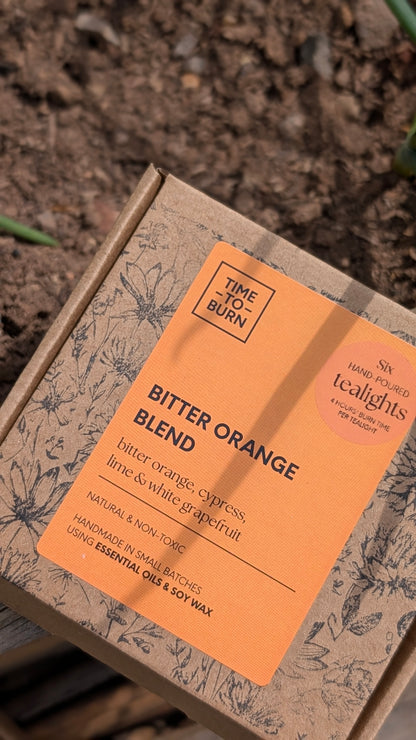 TIME
-TO-
BURN
Six
HAND-POURED
tealights
4 HOURS' BURN TIME
PER TEALIGHT
BITTER ORANGE
BLEND
bitter orange, cypress,
lime & white grapefruit
NATURAL & NON-TOXIC
HANDMADE IN SMALL BATCHES
USING ESSENTIAL OILS & SOY WAX